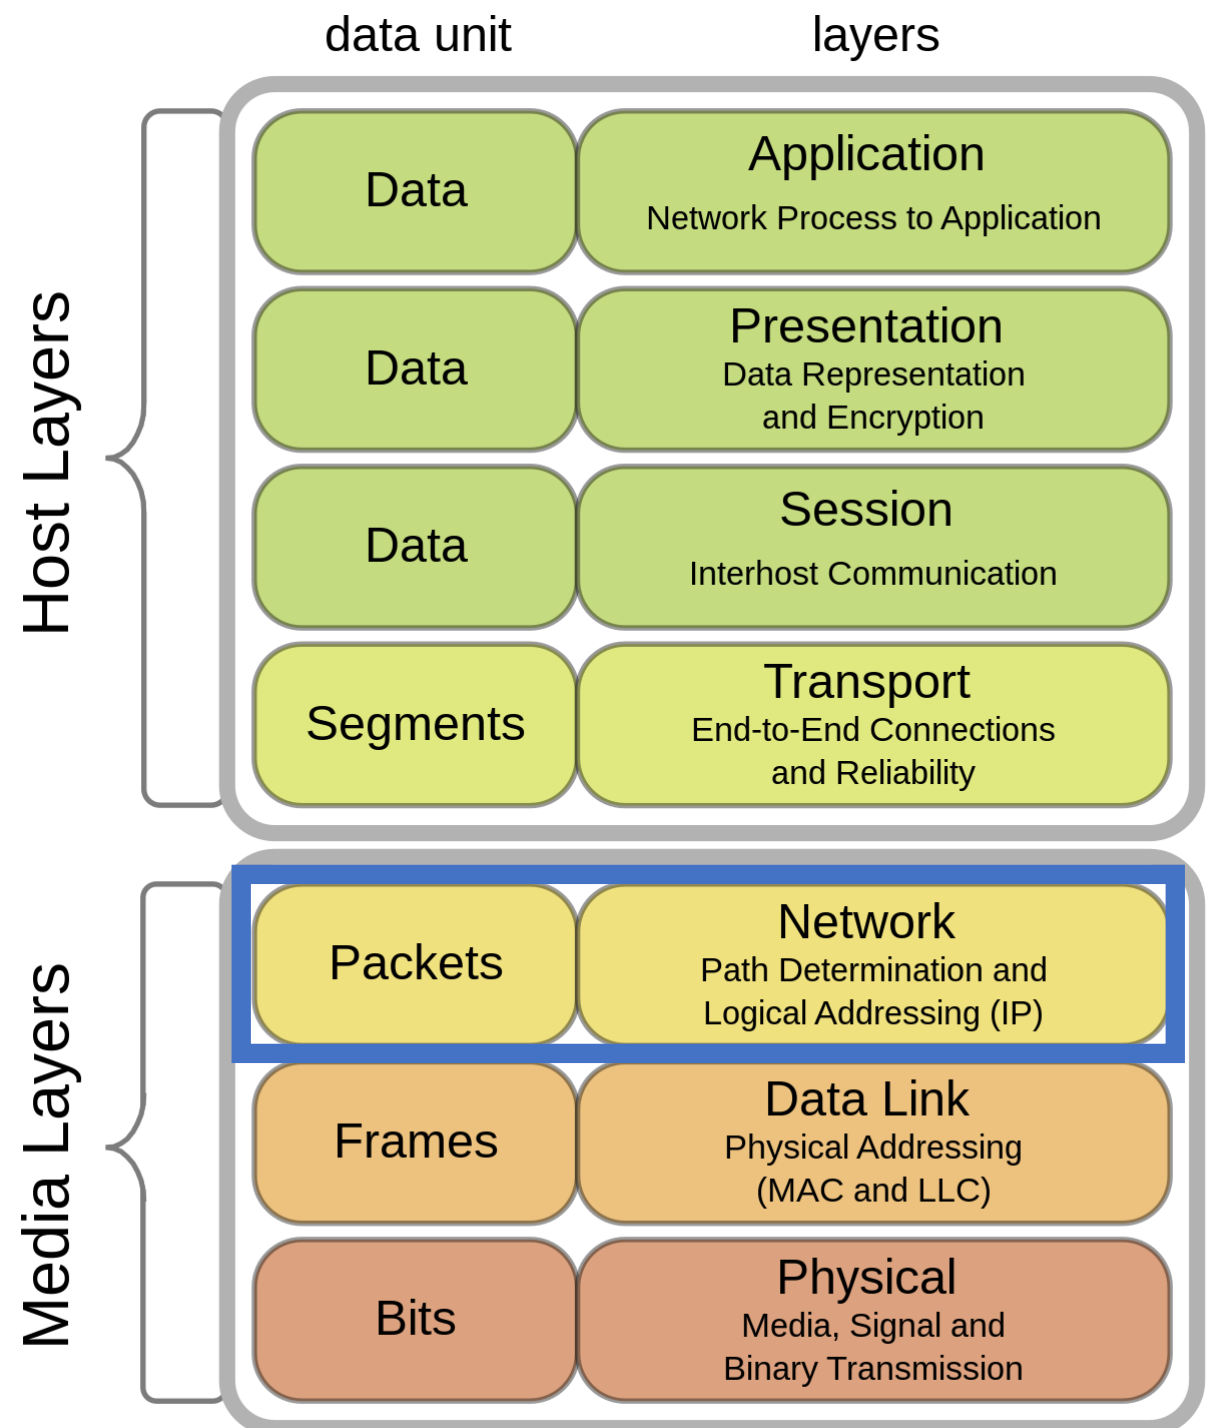 data unit layers
Host Layers
Data
Application
Network Process to Application
Data
Presentation
Data Representation
and Encryption
Data
Session
Interhost Communication
Segments
Transport
End-to-End Connections
and Reliability
Media Layers
Packets
Network
Path Determination and
Logical Addressing (IP)
Frames
Data Link
Physical Addressing
(MAC and LLC)
Bits
Physical
Media, Signal and
Binary Transmission